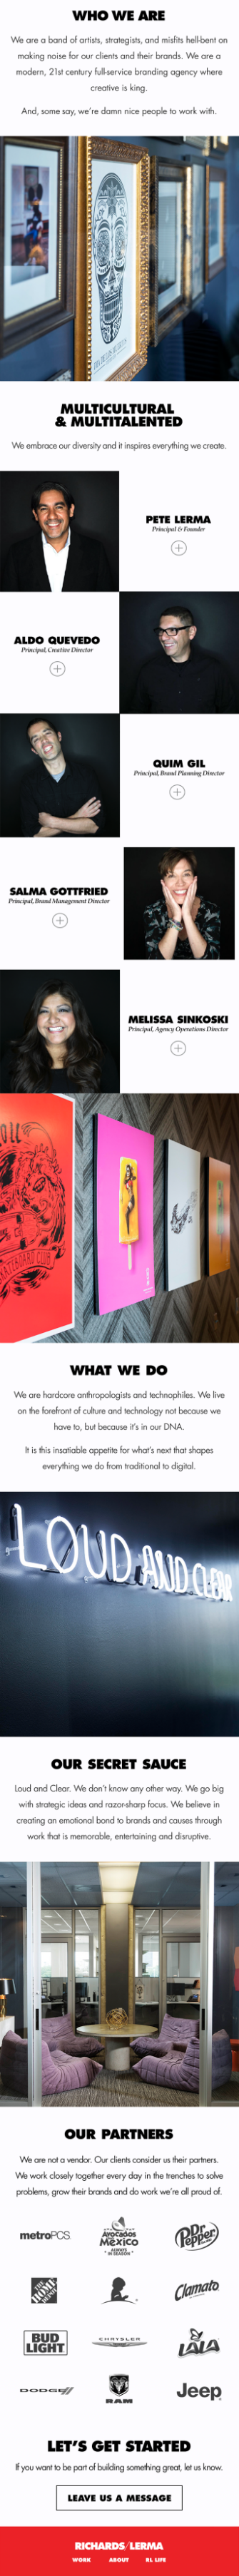 WHO WE ARE
We are a band of artists, strategists, and misfits hell-bent on
making noise for our clients and their brands. We are a
modern, 21st century full-service branding agency where
creative is king.
And, some say, we're damn nice people to work with.
MULTICULTURAL
& MULTITALENTED
We embrace our diversity and it inspires everything we create.
PETE LERMA
Principal & Founder
ALDO QUEVEDO
Principal, Creative Director
QUIM GIL
Principal, Brand Planning Director
SALMA GOTTFRIED
Principal, Brand Management Director
MELISSA SINKOSKI
Principal, Agency Operations Director
WHAT WE DO
We are hardcore anthropologists and technophiles. We live
on the forefront of culture and technology not because we
have to, but because it's in our DNA.
It is this insatiable appetite for what's next that shapes
everything we do from traditional to digital.
LOUD AND CLEAR
OUR SECRET SAUCE
Loud and Clear. We don't know any other way. We go big
with strategic ideas and razor-sharp focus. We believe in
creating an emotional bond to brands and causes through
work that is memorable, entertaining and disruptive.
OUR PARTNERS
We are not a vendor. Our clients consider us their partners.
We work closely together every day in the trenches to solve
problems, grow their brands and do work we're all proud of.
metroPCS
AVOCADOS
FROM
MEXICO
ALWAYS
IN SEASON
Dr Pepper
THE HOME DEPOT
Clamato
BUD
LIGHT
CHRYSLER
LALA
DODGE
RAM
Jeep
LET'S GET STARTED
If you want to be part of building something great, let us know.
LEAVE US A MESSAGE
RICHARDS/LERMA
WORK ABOUT RL LIFE